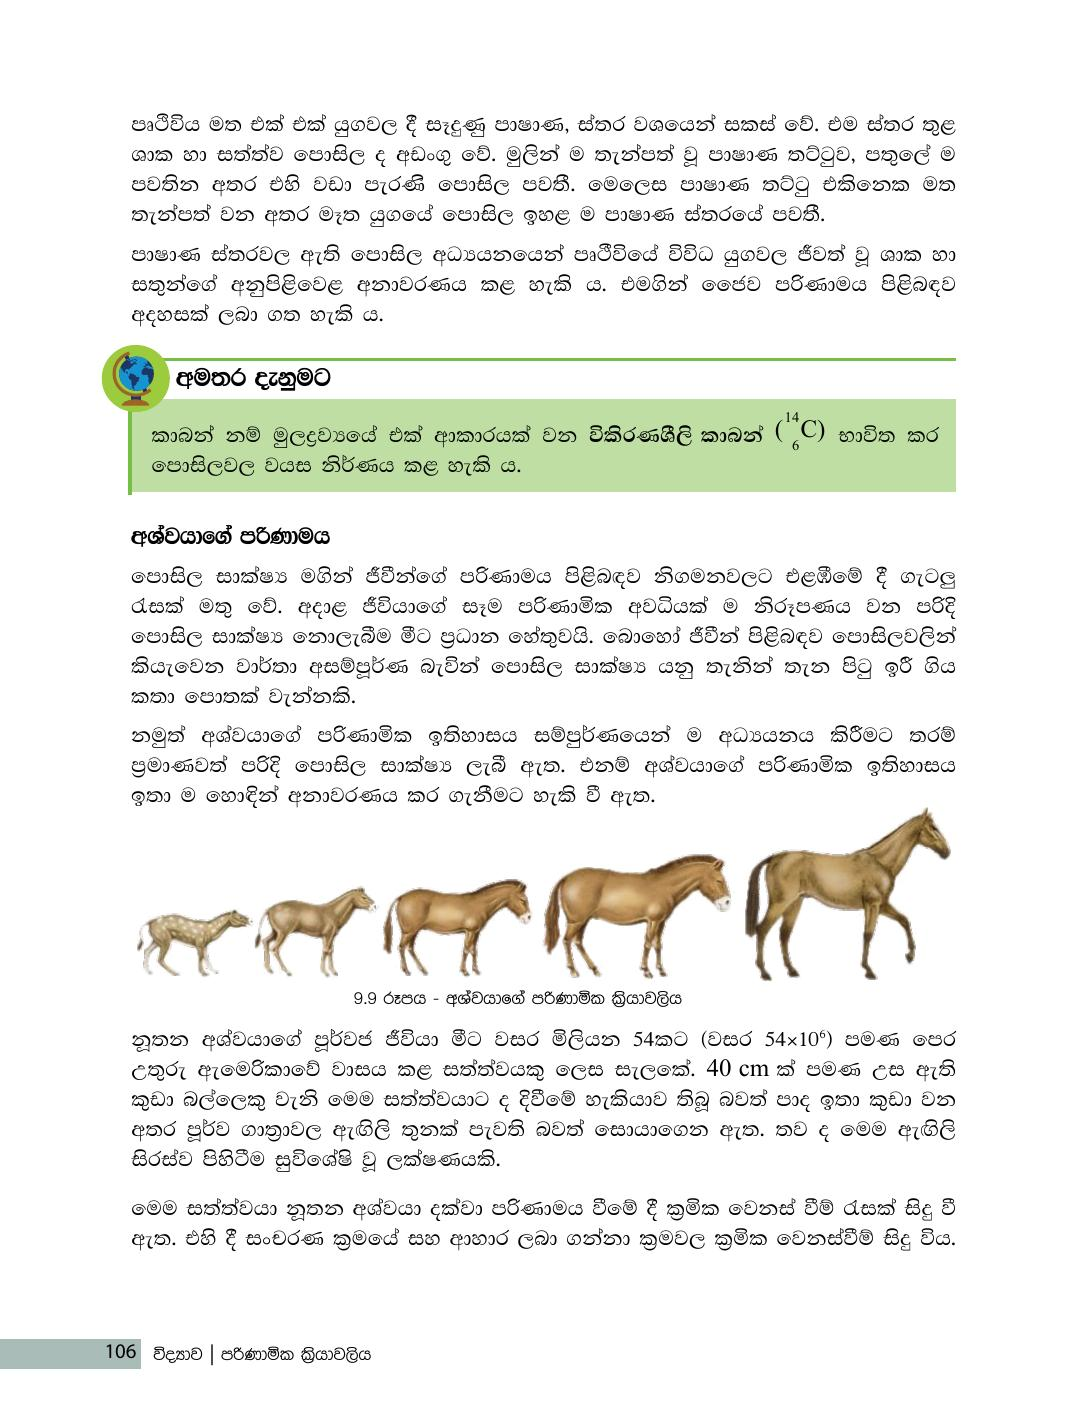 පෘථිවිය මත එක් එක් යුගවල දී සෑදුණු පාෂාණ, ස්තර වශයෙන් සකස් වේ. එම ස්තර තුළ
ශාක හා සත්ත්ව පොසිල ද අඩංගු වේ. මුලින් ම තැන්පත් වූ පාෂාණ තට්ටුව, පතුලේ ම
පවතින අතර එහි වඩා පැරණි පොසිල පවතී. මෙලෙස පාෂාණ තට්ටු එකිනෙක මත
තැන්පත් වන අතර මෑත යුගයේ පොසිල ඉහළ ම පාෂාණ ස්තරයේ පවතී.
පාෂාණ ස්තරවල ඇති පොසිල අධ්‍යයනයෙන් පෘථිවියේ විවිධ යුගවල ජීවත් වූ ශාක හා
සතුන්ගේ අනුපිළිවෙළ අනාවරණය කළ හැකි ය. එමගින් ජෛව පරිණාමය පිළිබඳව
අදහසක් ලබා ගත හැකි ය.
අමතර දැනුමට
කාබන් නම් මූලද්‍රව්‍යයේ එක් ආකාරයක් වන විකිරණශීලි කාබන් (¹⁴₆C) භාවිත කර
පොසිලවල වයස නිර්ණය කළ හැකි ය.
අශ්වයාගේ පරිණාමය
පොසිල සාක්ෂ්‍ය මගින් ජීවීන්ගේ පරිණාමය පිළිබඳව නිගමනවලට එළඹීමේ දී ගැටලු
රැසක් මතු වේ. අදාළ ජීවියාගේ සෑම පරිණාමික අවධියක් ම නිරූපණය වන පරිදි
පොසිල සාක්ෂ්‍ය නොලැබීම මීට ප්‍රධාන හේතුවයි. බොහෝ ජීවීන් පිළිබඳව පොසිලවලින්
කියැවෙන වාර්තා අසම්පූර්ණ බැවින් පොසිල සාක්ෂ්‍ය යනු තැනින් තැන පිටු ඉරී ගිය
කතා පොතක් වැන්නකි.
නමුත් අශ්වයාගේ පරිණාමික ඉතිහාසය සම්පුර්ණයෙන් ම අධ්‍යයනය කිරීමට තරම්
ප්‍රමාණවත් පරිදි පොසිල සාක්ෂ්‍ය ලැබී ඇත. එනම් අශ්වයාගේ පරිණාමික ඉතිහාසය
ඉතා ම හොඳින් අනාවරණය කර ගැනීමට හැකි වී ඇත.
9.9 රූපය - අශ්වයාගේ පරිණාමික ක්‍රියාවලිය
නූතන අශ්වයාගේ පූර්වජ ජීවියා මීට වසර මිලියන 54කට (වසර 54×10⁶) පමණ පෙර
උතුරු ඇමෙරිකාවේ වාසය කළ සත්ත්වයකු ලෙස සැලකේ. 40 cm ක් පමණ උස ඇති
කුඩා බල්ලෙකු වැනි මෙම සත්ත්වයාට ද දිවීමේ හැකියාව තිබූ බවත් පාද ඉතා කුඩා වන
අතර පූර්ව ගාත්‍රාවල ඇඟිලි තුනක් පැවති බවත් සොයාගෙන ඇත. තව ද මෙම ඇඟිලි
සිරස්ව පිහිටීම සුවිශේෂි වූ ලක්ෂණයකි.
මෙම සත්ත්වයා නූතන අශ්වයා දක්වා පරිණාමය වීමේ දී ක්‍රමික වෙනස් වීම් රැසක් සිදු වී
ඇත. එහි දී සංචරණ ක්‍රමයේ සහ ආහාර ලබා ගන්නා ක්‍රමවල ක්‍රමික වෙනස්වීම් සිදු විය.
106 විද්‍යාව | පරිණාමික ක්‍රියාවලිය